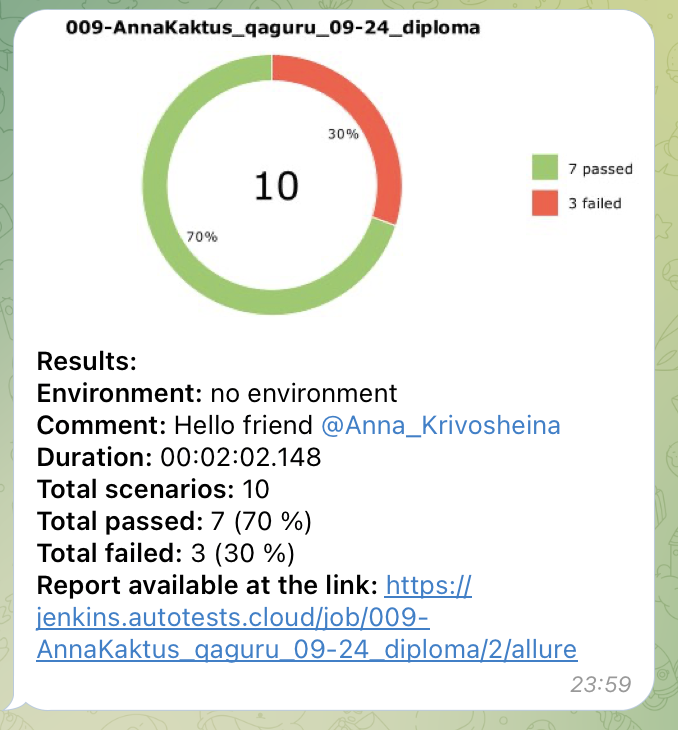 009-AnnaKaktus_qaguru_09-24_diploma
30%
10
70%
7 passed
3 failed
Results:
Environment: no environment
Comment: Hello friend @Anna_Krivosheina
Duration: 00:02:02.148
Total scenarios: 10
Total passed: 7 (70 %)
Total failed: 3 (30 %)
Report available at the link: https://
jenkins.autotests.cloud/job/009-
AnnaKaktus_qaguru_09-24_diploma/2/allure
23:59